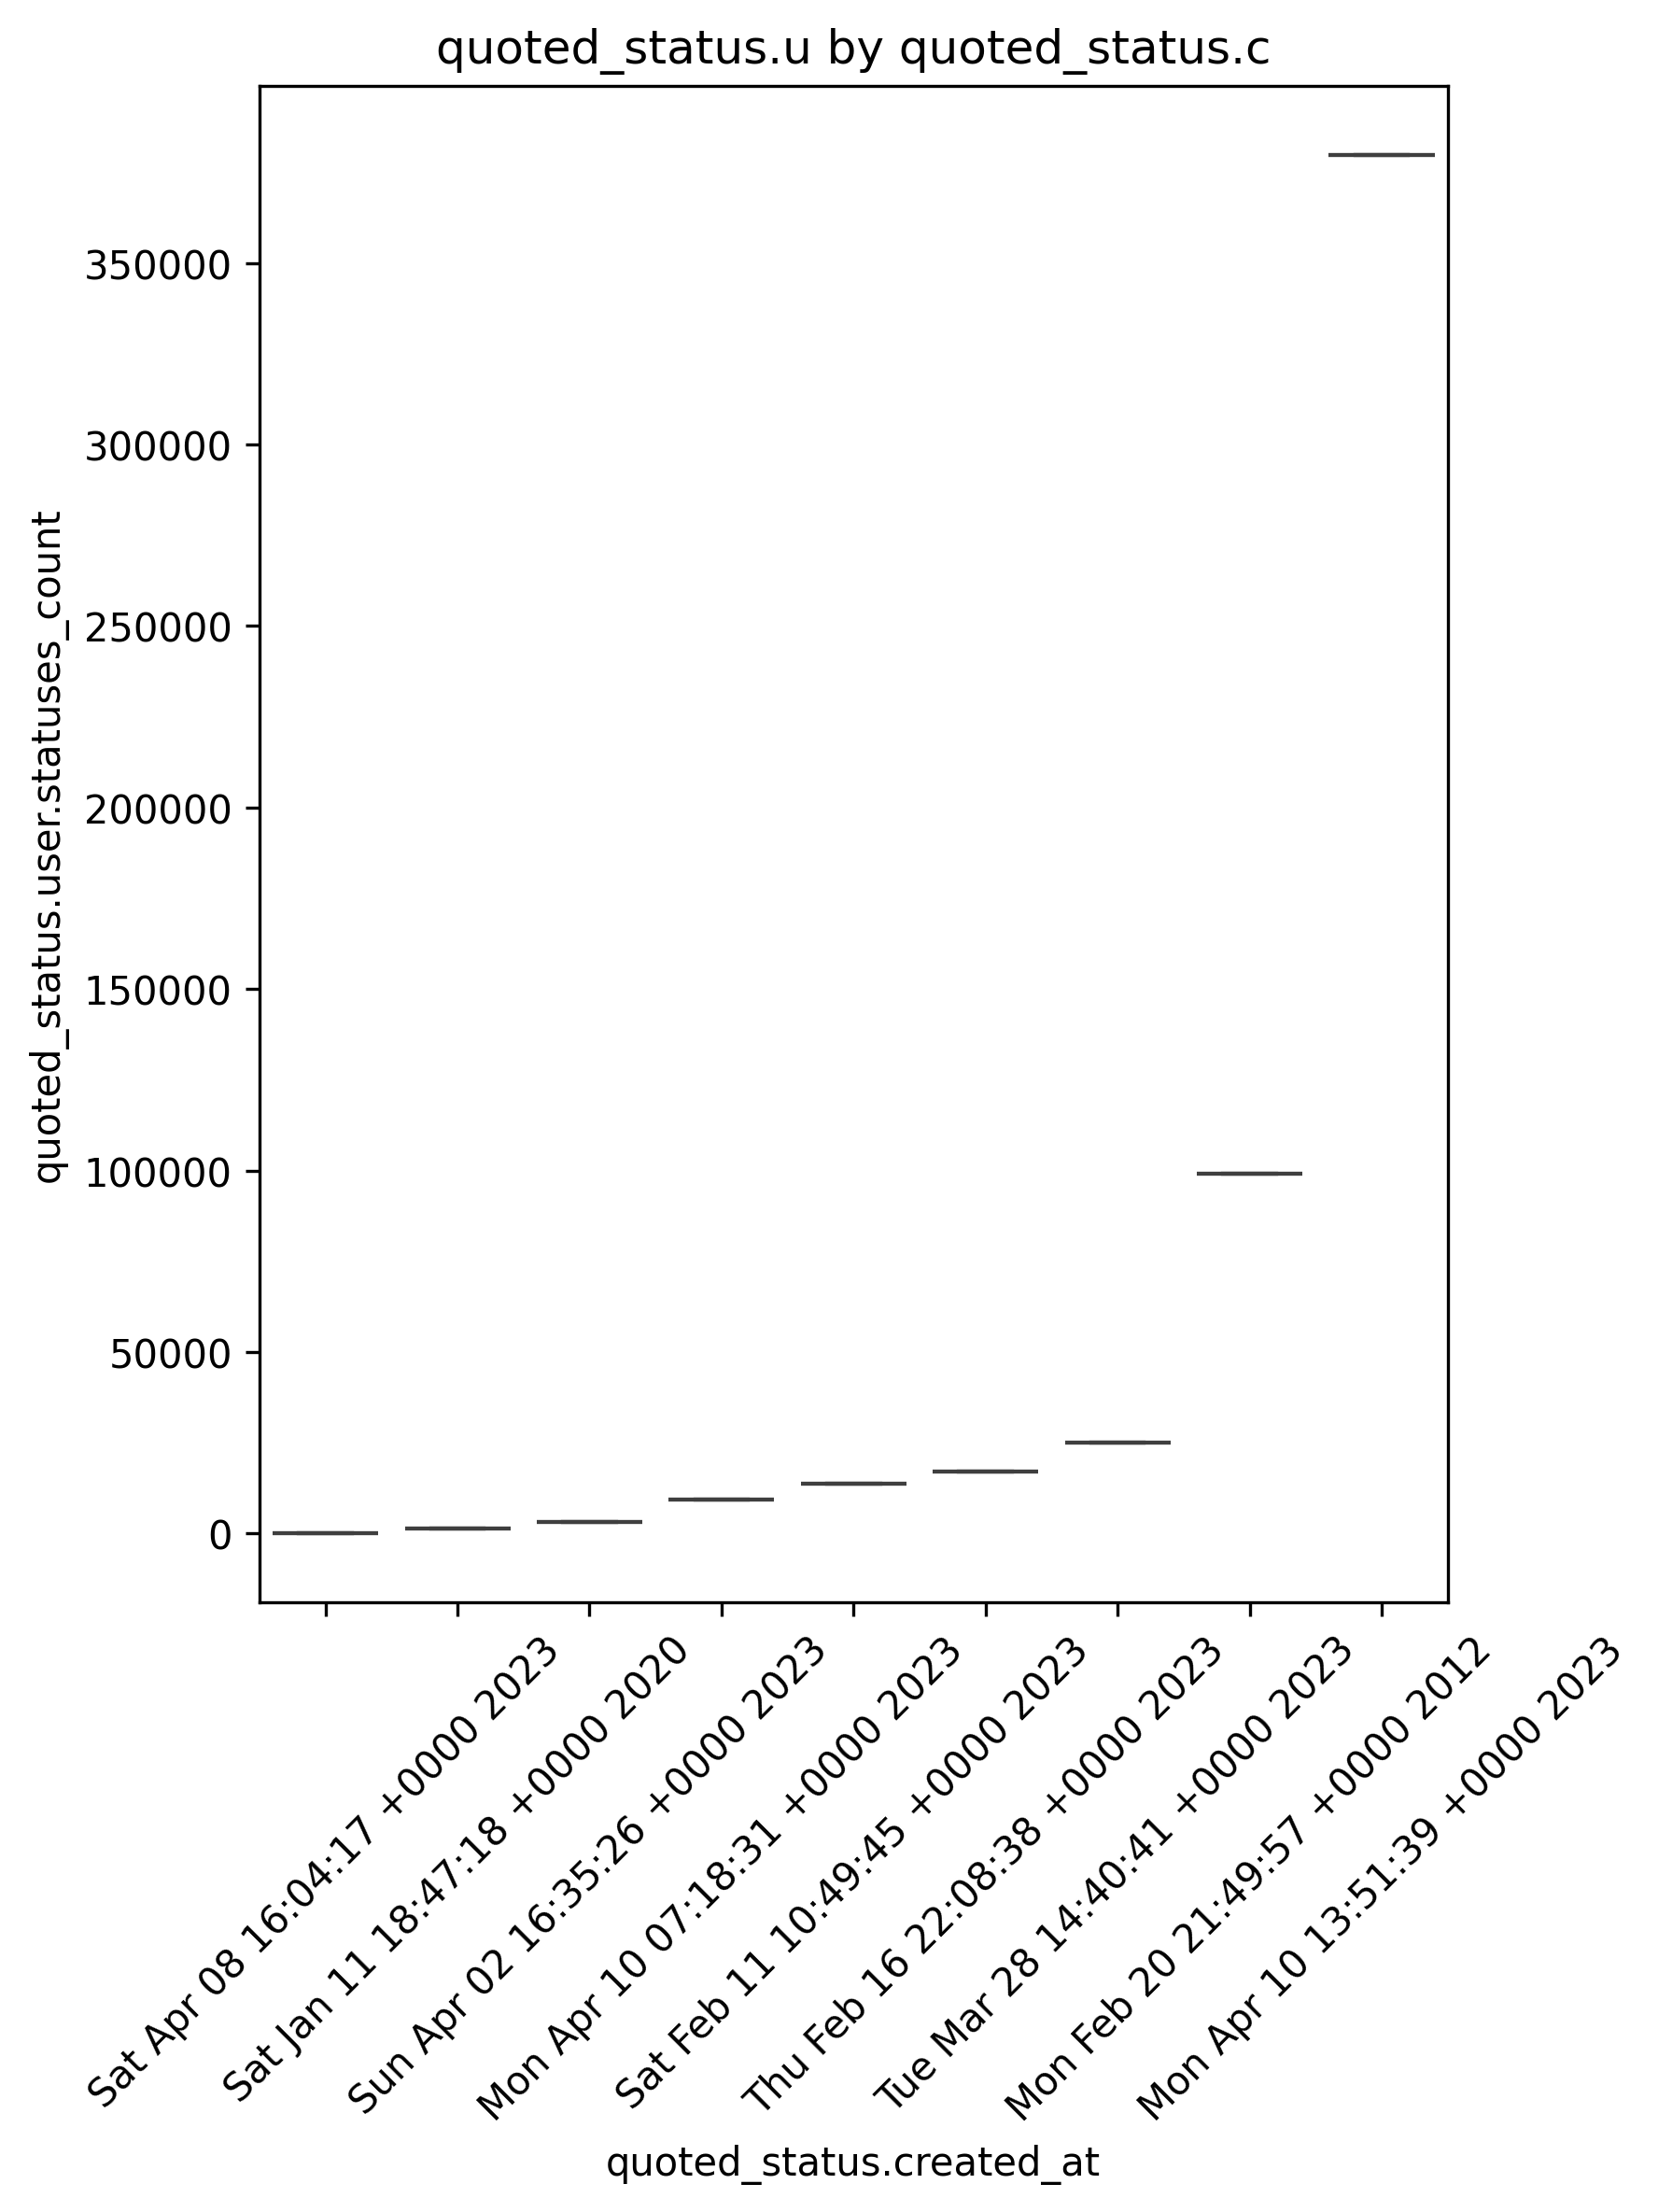 quoted_status.u by quoted_status.c
quoted_status.user.statuses_count
350000
300000
250000
200000
150000
100000
50000
0
Sat Apr 08 16:04:17 +0000 2023
Sat Jan 11 18:47:18 +0000 2020
Sun Apr 02 16:35:26 +0000 2023
Mon Apr 10 07:18:31 +0000 2023
Sat Feb 11 10:49:45 +0000 2023
Thu Feb 16 22:08:38 +0000 2023
Tue Mar 28 14:40:41 +0000 2023
Mon Feb 20 21:49:57 +0000 2012
Mon Apr 10 13:51:39 +0000 2023
quoted_status.created_at